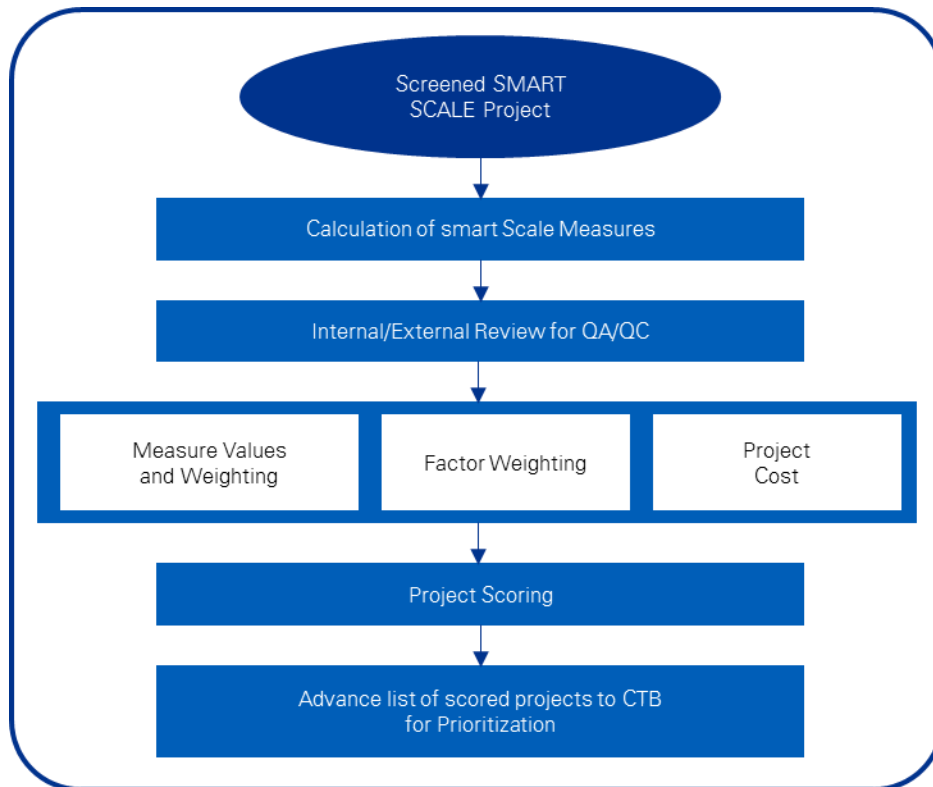 Screened SMART
SCALE Project
Calculation of smart Scale Measures
Internal/External Review for QA/QC
Measure Values
and Weighting
Factor Weighting
Project
Cost
Project Scoring
Advance list of scored projects to CTB
for Prioritization